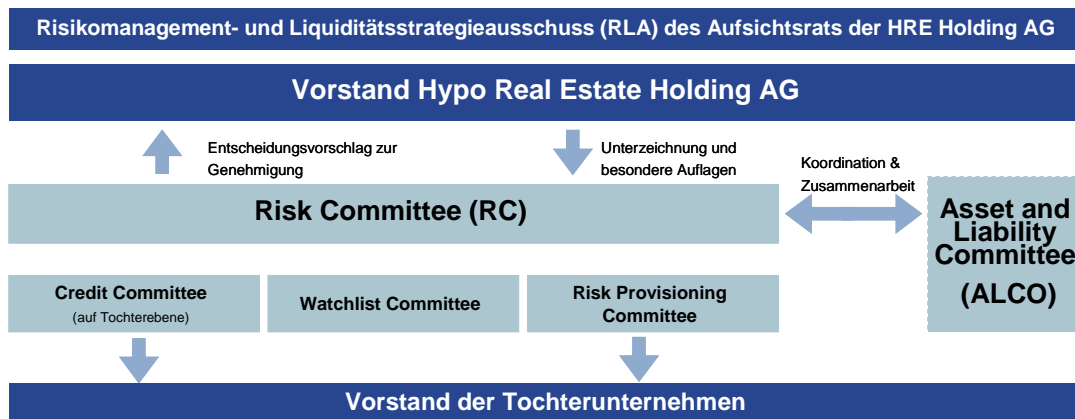 Risikomanagement- und Liquiditätsstrategieausschuss (RLA) des Aufsichtsrats der HRE Holding AG
Vorstand Hypo Real Estate Holding AG
Entscheidungsvorschlag zur
Genehmigung
Unterzeichnung und
besondere Auflagen
Koordination &
Zusammenarbeit
Risk Committee (RC)
Asset and
Liability
Committee
(ALCO)
Credit Committee
(auf Tochterebene)
Watchlist Committee
Risk Provisioning
Committee
Vorstand der Tochterunternehmen